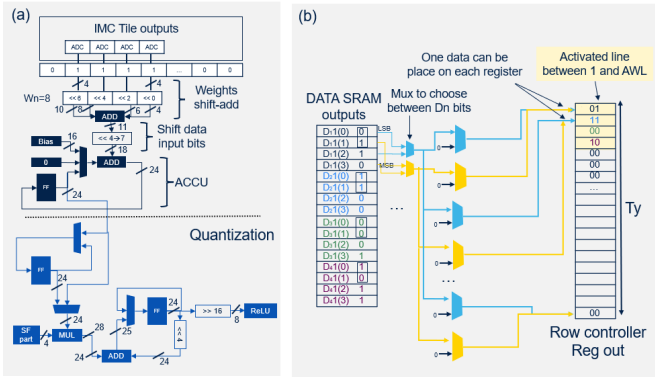 (a)
IMC Tile outputs
ADC ADC ADC ADC
0 1 1 1 1 ... 0 0
4 4
Wn=8
<< 6 << 4 << 2 << 0
Weights
shift-add
10 8 6 4
ADD
11
<< 4→7
Shift data
input bits
18
Bias
16
0
ADD
24
FF
24
ACCU
24
Quantization
FF
24
24
SF
part
4
MUL
28
24
ADD
25
24
FF
24
<< 4
>> 16
8
ReLU
(b)
One data can be
place on each register
Activated line
between 1 and AWL
Mux to choose
between Dn bits
DATA SRAM
outputs
LSB
MSB
D₁1(0) 0
D₁1(1) 1
D₁1(2) 1
D₁1(3) 0
D₂1(0) 1
D₂1(1) 1
D₂1(2) 0
D₂1(3) 0
D₃1(0) 0
D₃1(1) 0
D₃1(2) 0
D₃1(3) 1
D₄1(0) 1
D₄1(1) 0
D₄1(2) 1
D₄1(3) 1
...
0
0
0
0
...
0
0
01
11
00
10
00
00
...
00
Ty
Row controller
Reg out